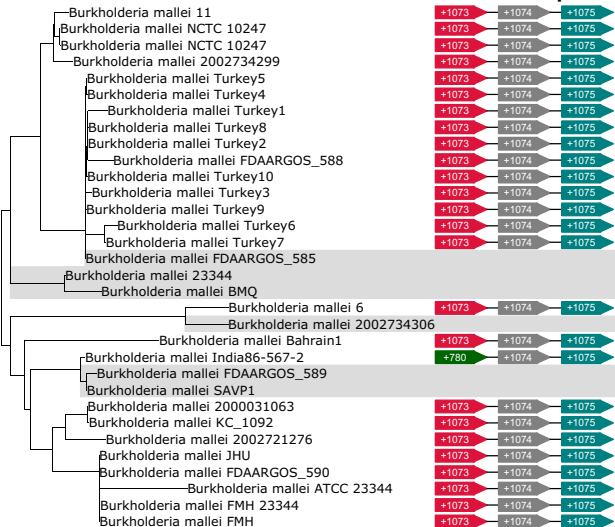 Burkholderia mallei 11 +1073 +1074 +1075
Burkholderia mallei NCTC 10247 +1073 +1074 +1075
Burkholderia mallei NCTC 10247 +1073 +1074 +1075
Burkholderia mallei 2002734299 +1073 +1074 +1075
Burkholderia mallei Turkey5 +1073 +1074 +1075
Burkholderia mallei Turkey4 +1073 +1074 +1075
Burkholderia mallei Turkey1 +1073 +1074 +1075
Burkholderia mallei Turkey8 +1073 +1074 +1075
Burkholderia mallei Turkey2 +1073 +1074 +1075
Burkholderia mallei FDAARGOS_588 +1073 +1074 +1075
Burkholderia mallei Turkey10 +1073 +1074 +1075
Burkholderia mallei Turkey3 +1073 +1074 +1075
Burkholderia mallei Turkey9 +1073 +1074 +1075
Burkholderia mallei Turkey6 +1073 +1074 +1075
Burkholderia mallei Turkey7 +1073 +1074 +1075
Burkholderia mallei FDAARGOS_585
Burkholderia mallei 23344
Burkholderia mallei BMQ
Burkholderia mallei 6 +1073 +1074 +1075
Burkholderia mallei 2002734306
Burkholderia mallei Bahrain1 +1073 +1074 +1075
Burkholderia mallei India86-567-2 +780 +1074 +1075
Burkholderia mallei FDAARGOS_589
Burkholderia mallei SAVP1
Burkholderia mallei 2000031063 +1073 +1074 +1075
Burkholderia mallei KC_1092 +1073 +1074 +1075
Burkholderia mallei 2002721276 +1073 +1074 +1075
Burkholderia mallei JHU +1073 +1074 +1075
Burkholderia mallei FDAARGOS_590 +1073 +1074 +1075
Burkholderia mallei ATCC 23344 +1073 +1074 +1075
Burkholderia mallei FMH 23344 +1073 +1074 +1075
Burkholderia mallei FMH +1073 +1074 +1075